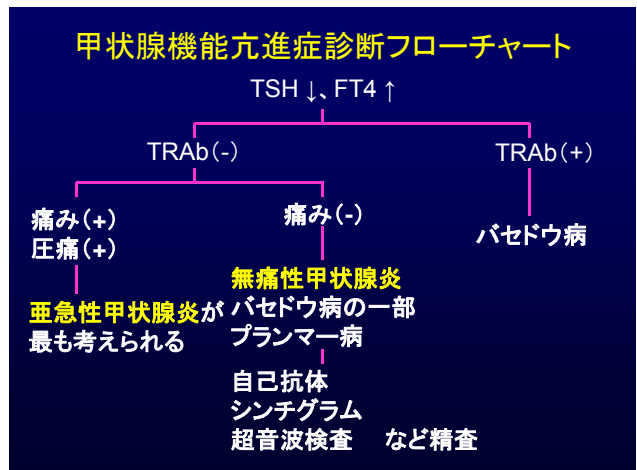 甲状腺機能亢進症診断フローチャート
TSH ↓、FT4 ↑
TRAb(-)
TRAb(+)
痛み(+)
圧痛(+)
痛み(-)
バセドウ病
亜急性甲状腺炎が
最も考えられる
無痛性甲状腺炎
バセドウ病の一部
プランマー病
自己抗体
シンチグラム
超音波検査 など精査